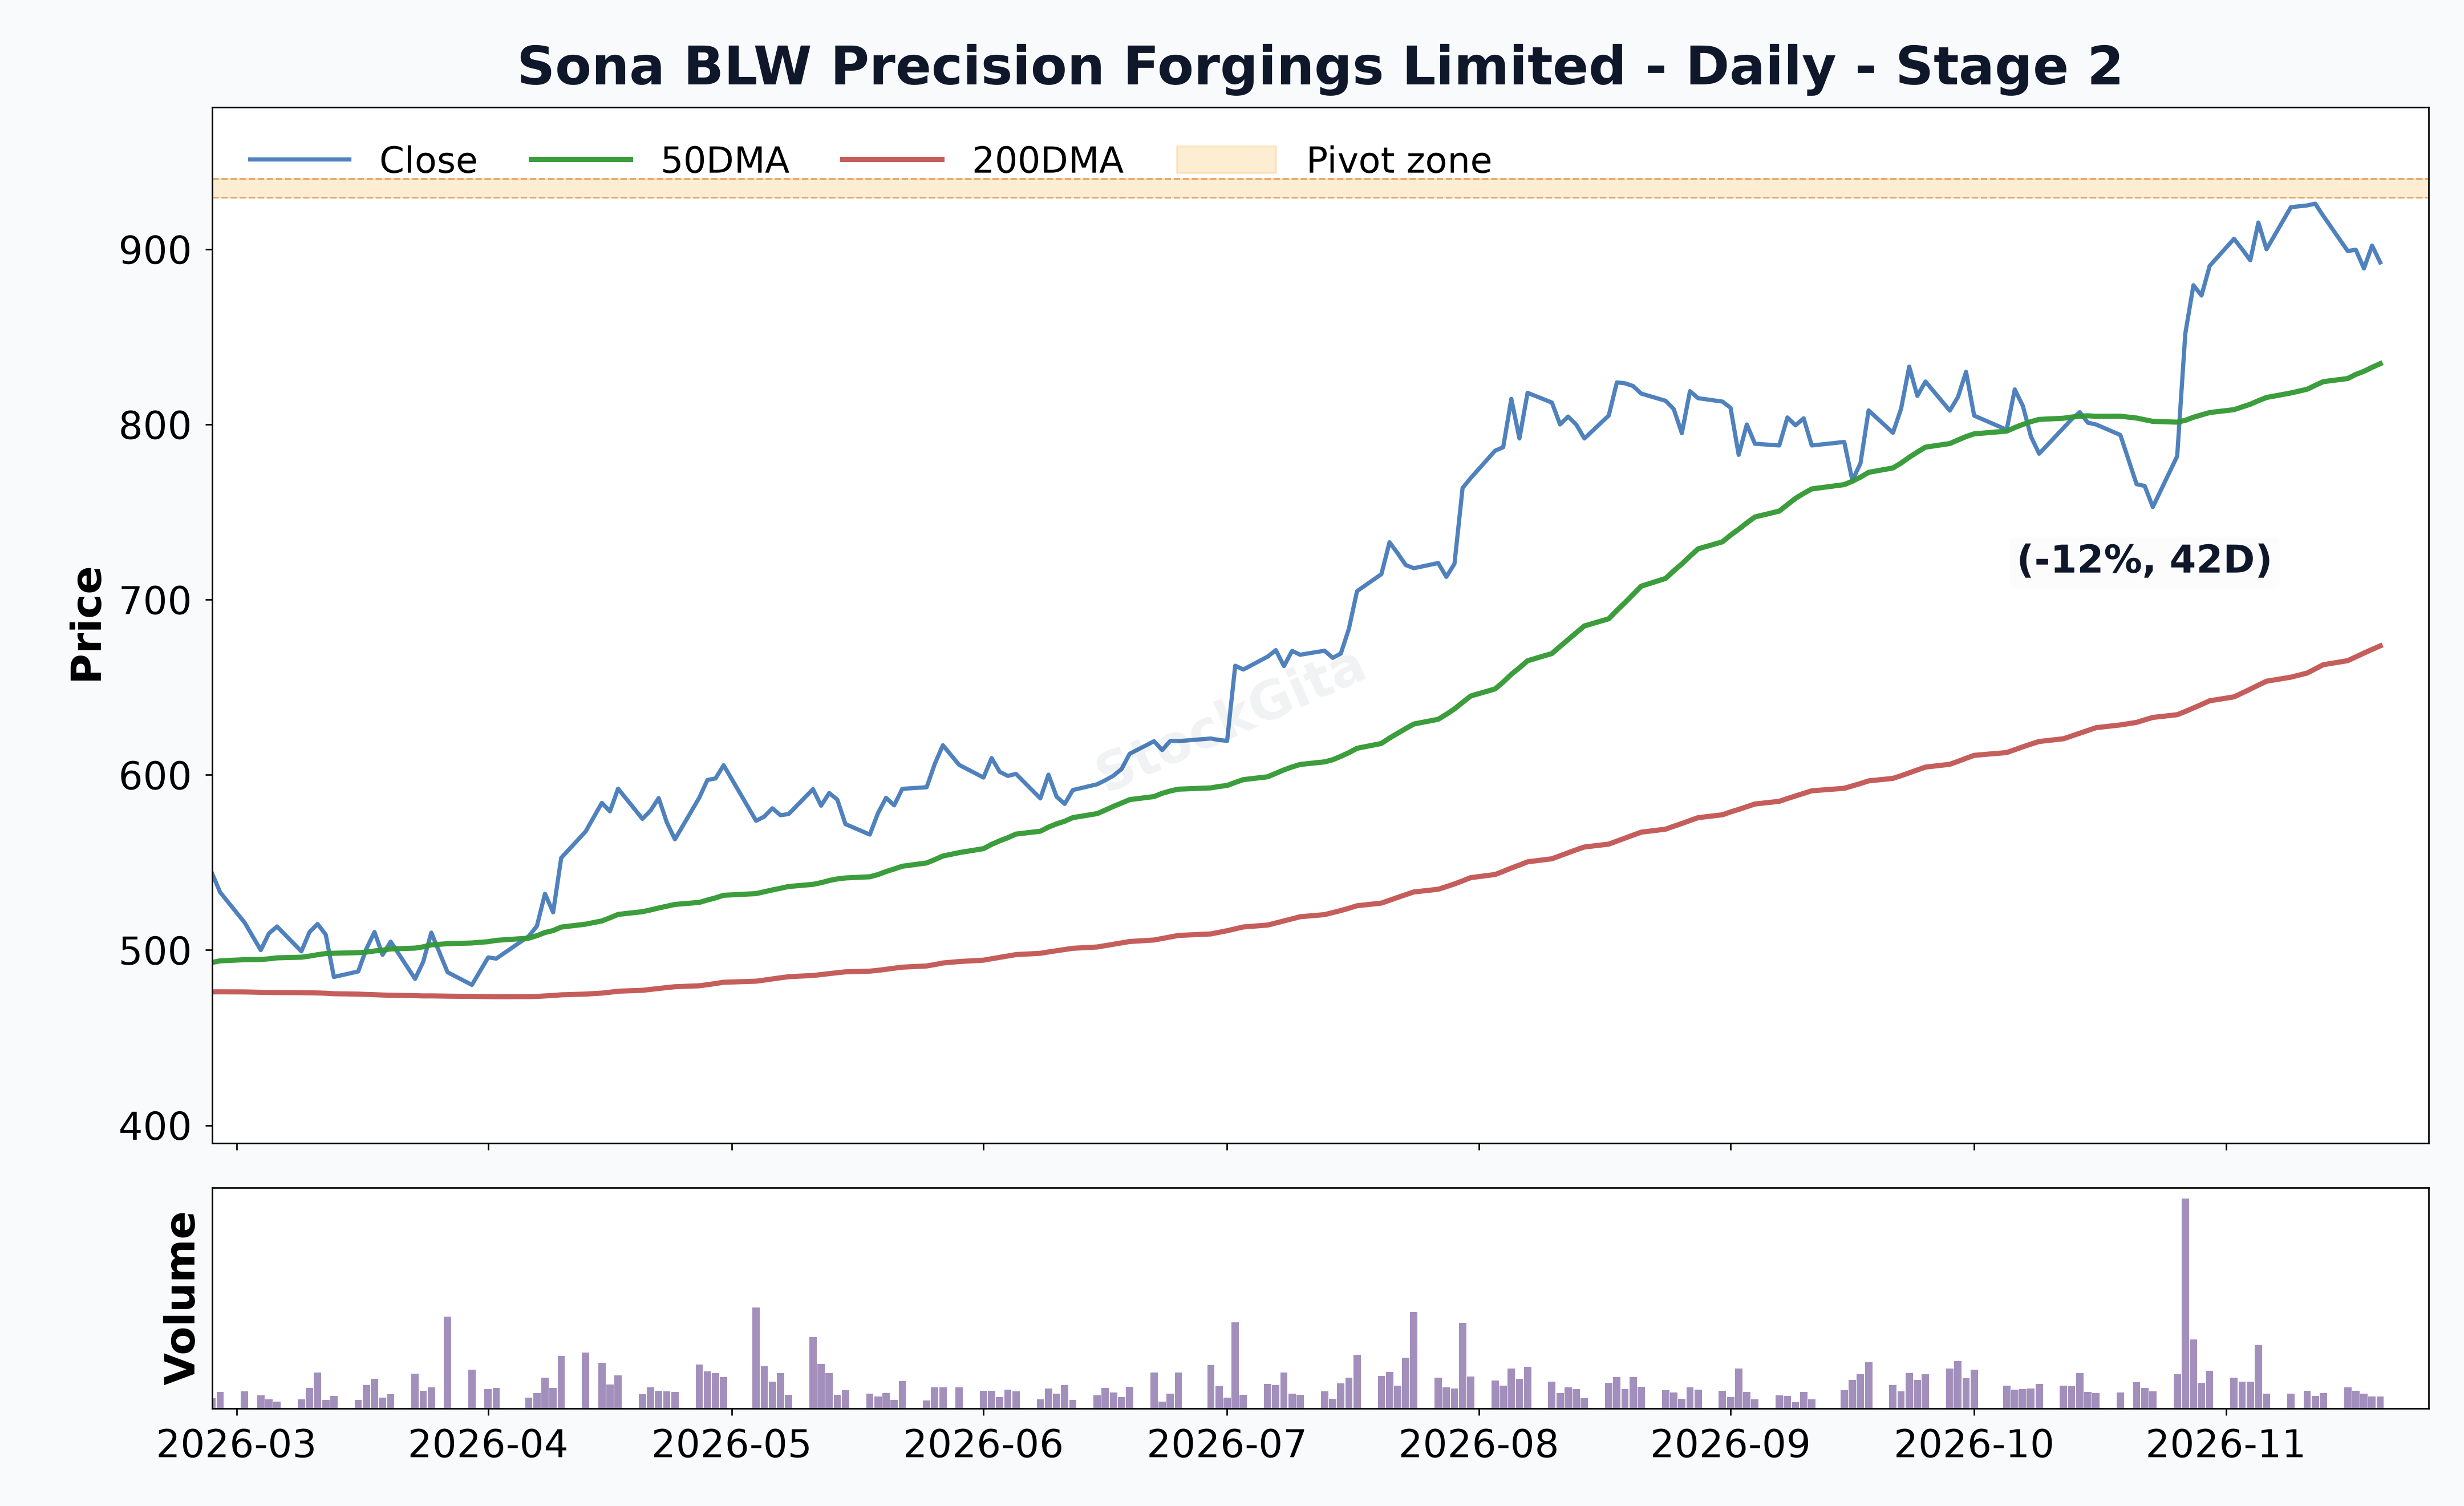 Sona BLW Precision Forgings Limited - Daily - Stage 2
Close 50DMA 200DMA Pivot zone
900
800
(-12%, 42D)
700
Price
StockGita
600
500
400
Volume
2026-03 2026-04 2026-05 2026-06 2026-07 2026-08 2026-09 2026-10 2026-11